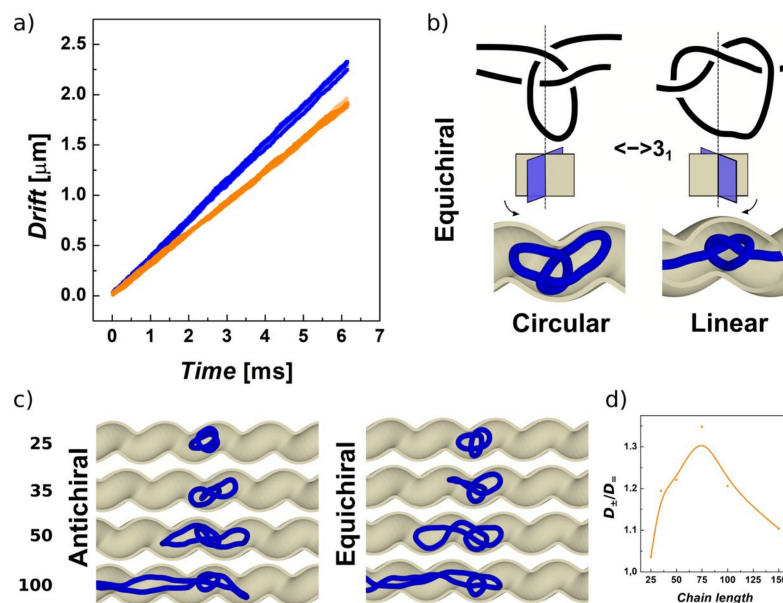 a)
2.5
2.0
1.5
1.0
0.5
0.0
Drift [μm]
0 1 2 3 4 5 6 7
Time [ms]
b)
Equichiral
<->3₁
Circular Linear
c)
Antichiral
Equichiral
25
35
50
100
d)
1.3
1.2
1.1
1,0
D±/D=
25 50 75 100 125 150
Chain length